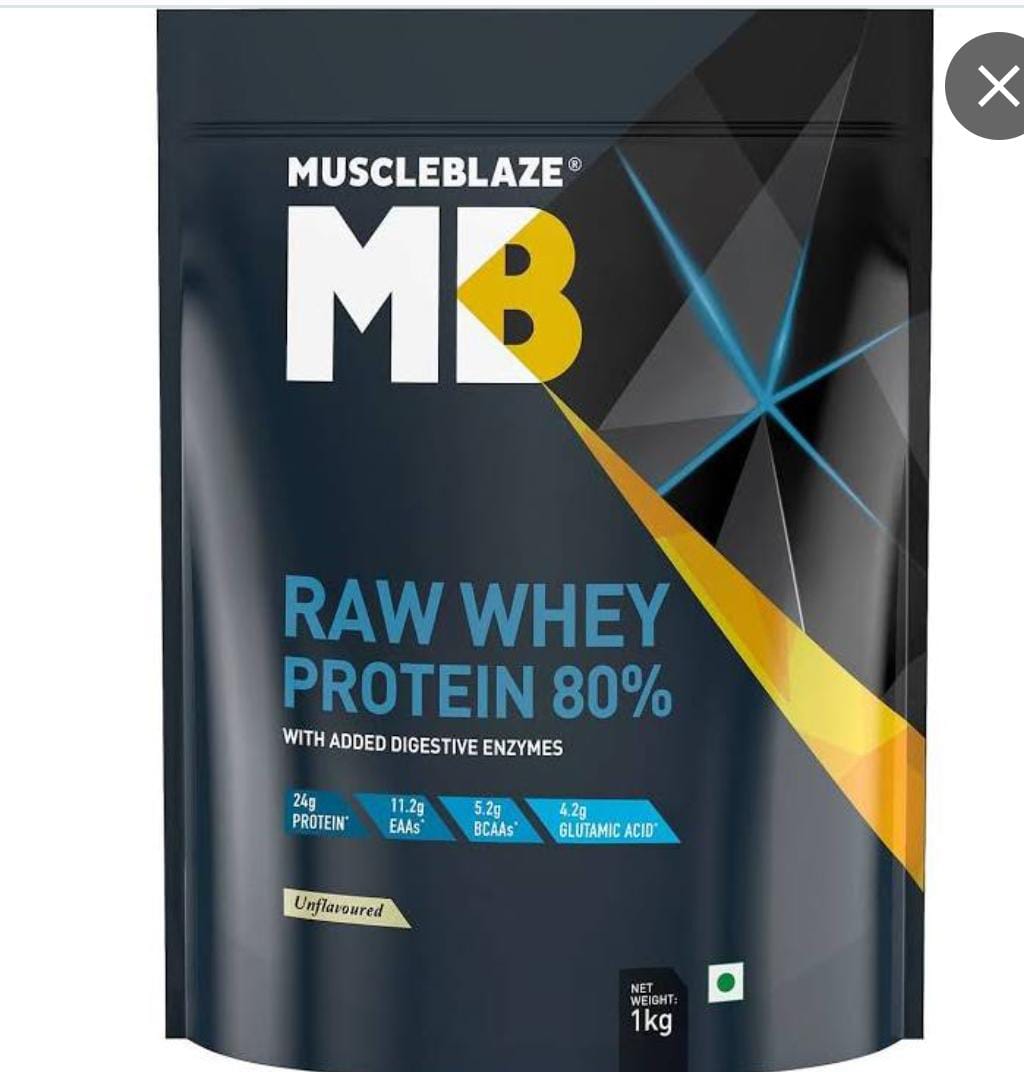 MUSCLEBLAZE®
MB
RAW WHEY
PROTEIN 80%
WITH ADDED DIGESTIVE ENZYMES
24g
PROTEIN*
11.2g
EAAs*
5.2g
BCAAs*
4.2g
GLUTAMIC ACID*
Unflavoured
NET
WEIGHT:
1kg